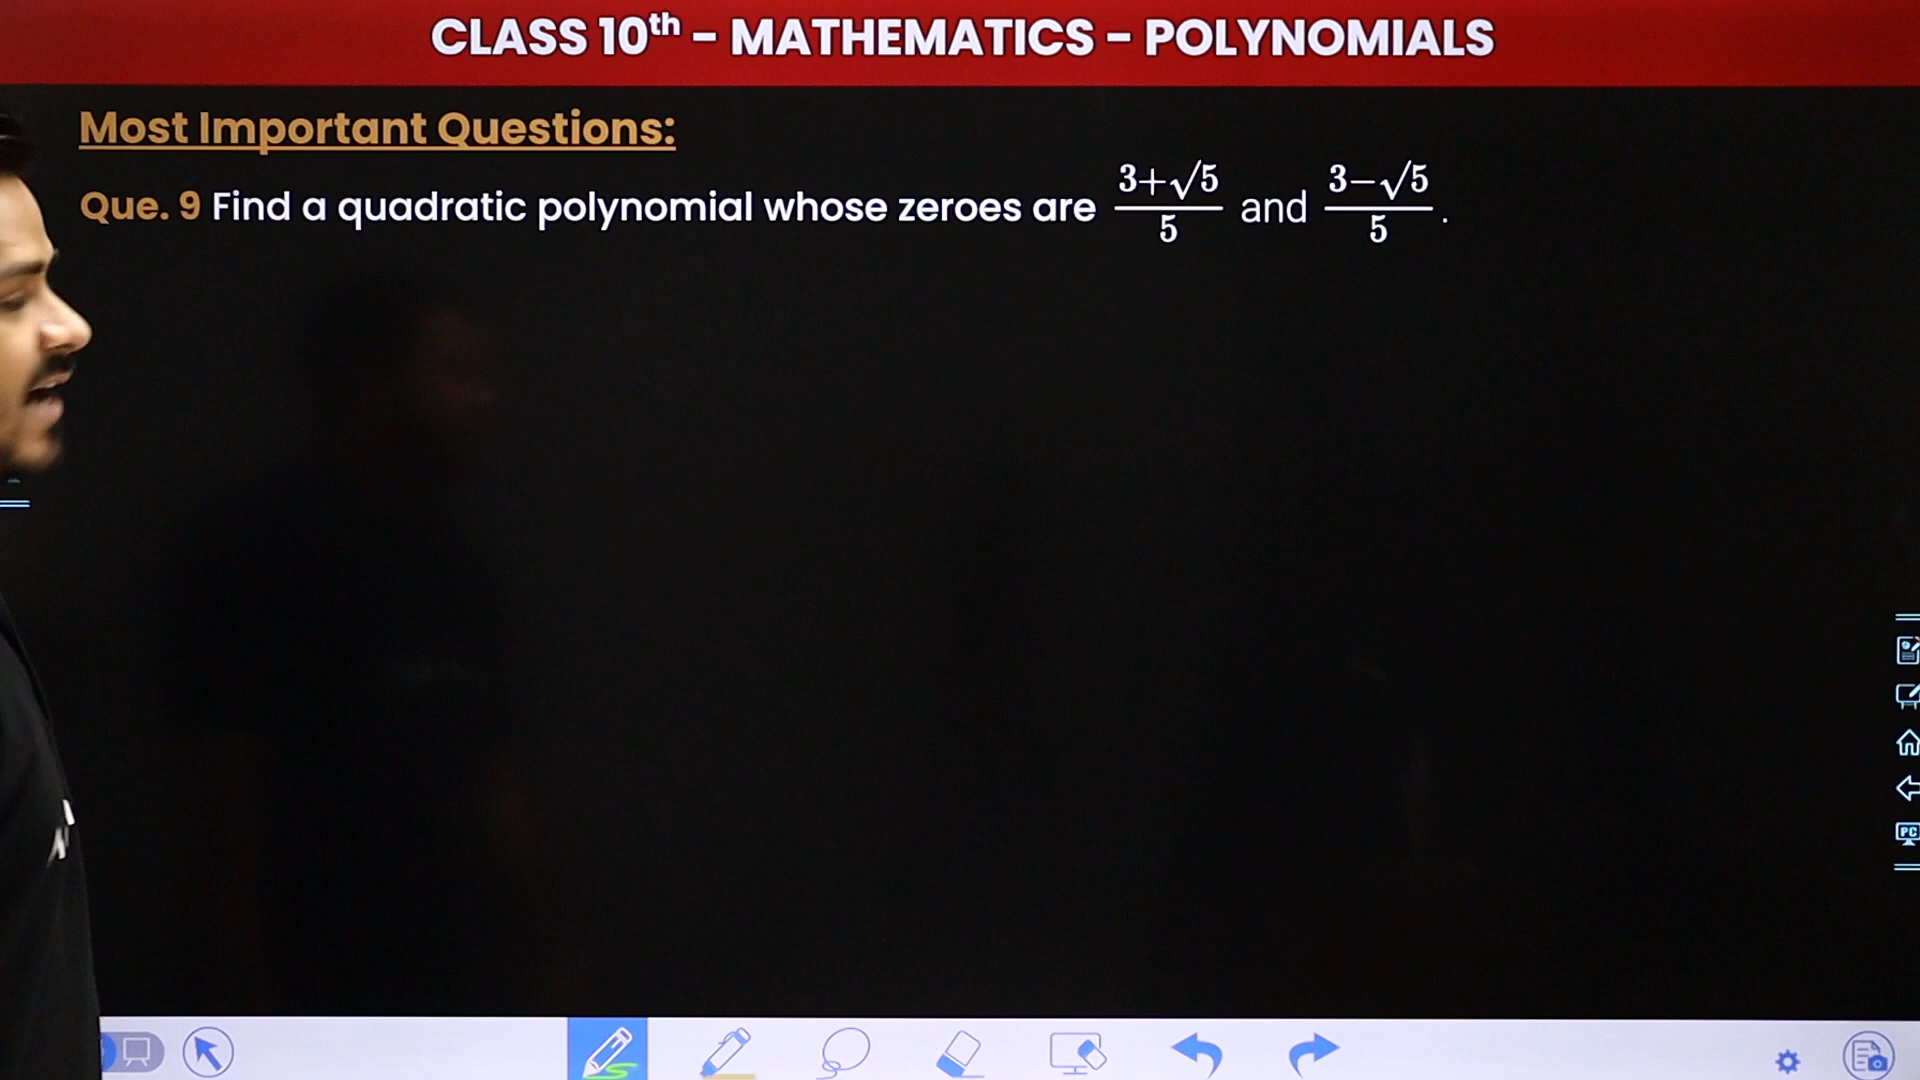 CLASS 10th - MATHEMATICS - POLYNOMIALS
Most Important Questions:
Que. 9 Find a quadratic polynomial whose zeroes are (3+√5)/5 and (3−√5)/5.
PC